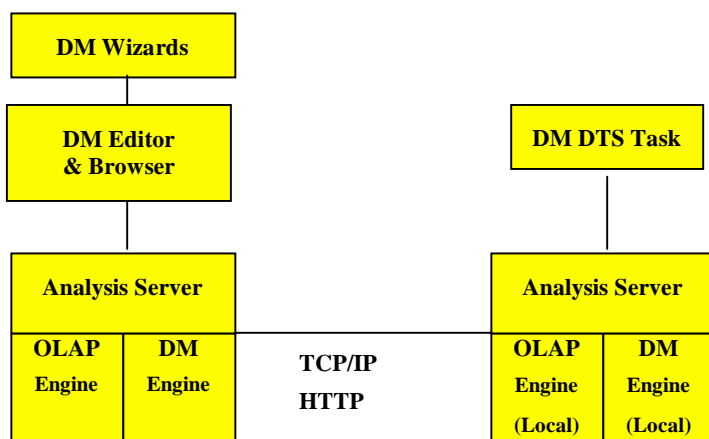 DM Wizards
DM Editor
& Browser
DM DTS Task
Analysis Server
OLAP
Engine
DM
Engine
TCP/IP
HTTP
Analysis Server
OLAP
Engine
(Local)
DM
Engine
(Local)